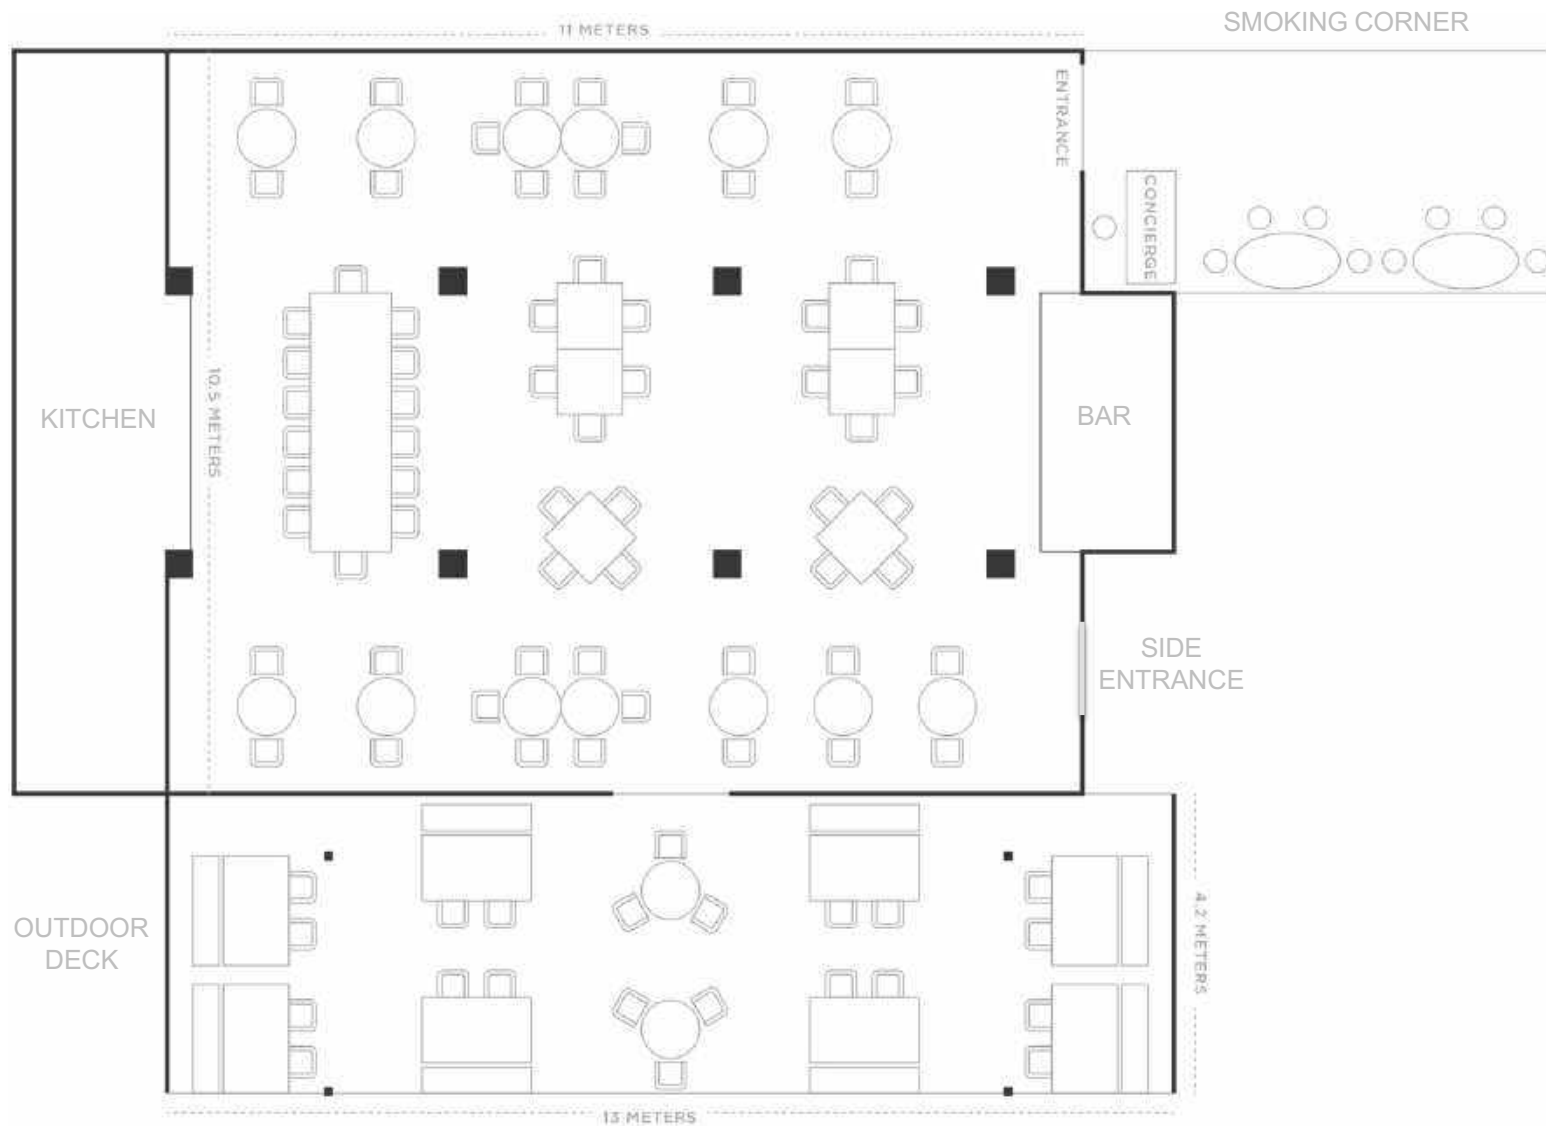 SMOKING CORNER
11 METERS
ENTRANCE
CONCIERGE
10.5 METERS
KITCHEN
BAR
SIDE
ENTRANCE
OUTDOOR
DECK
4.2 METERS
13 METERS